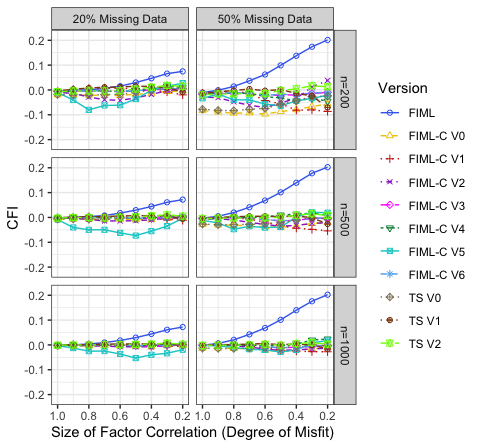 20% Missing Data 50% Missing Data
0.2
0.1
0.0
-0.1
-0.2
n=200
0.2
0.1
0.0
-0.1
-0.2
n=500
0.2
0.1
0.0
-0.1
-0.2
n=1000
CFI
1.0 0.8 0.6 0.4 0.2 1.0 0.8 0.6 0.4 0.2
Size of Factor Correlation (Degree of Misfit)
Version
FIML
FIML-C V0
FIML-C V1
FIML-C V2
FIML-C V3
FIML-C V4
FIML-C V5
FIML-C V6
TS V0
TS V1
TS V2